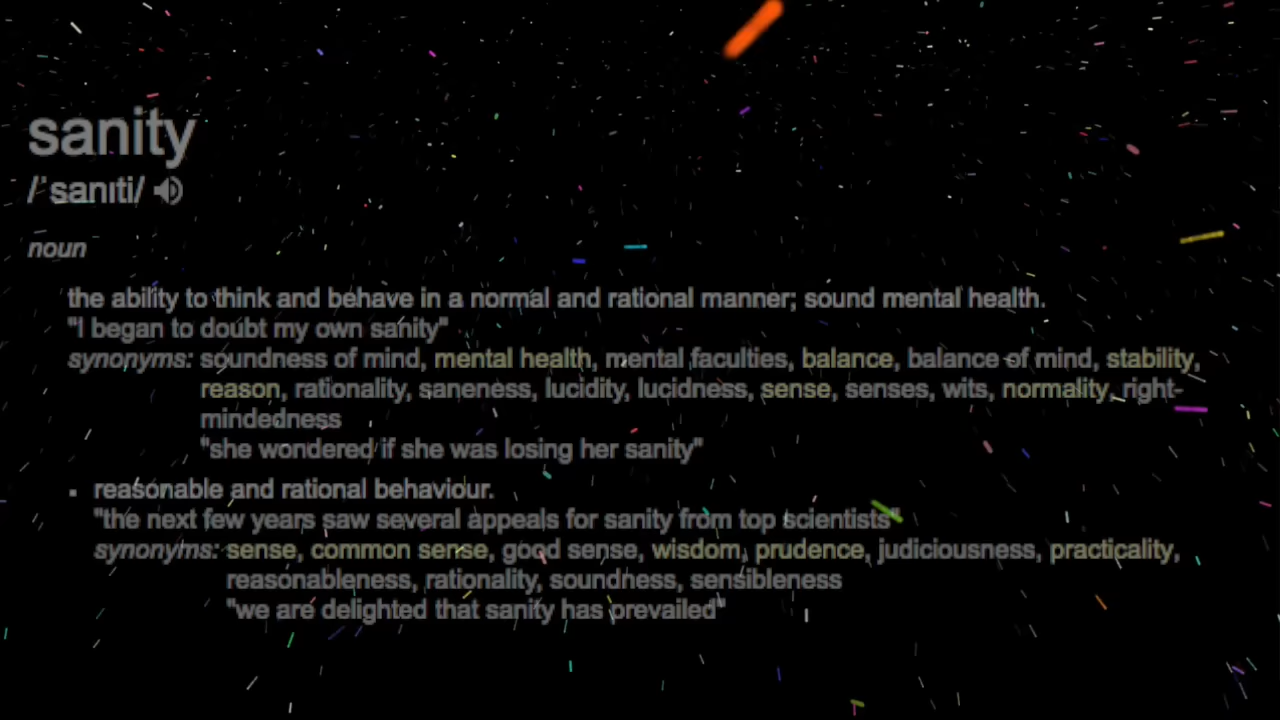 sanity
/ˈsanɪti/
noun
the ability to think and behave in a normal and rational manner; sound mental health.
"I began to doubt my own sanity"
synonyms: soundness of mind, mental health, mental faculties, balance, balance of mind, stability,
reason, rationality, saneness, lucidity, lucidness, sense, senses, wits, normality, right-
mindedness
"she wondered if she was losing her sanity"
▪ reasonable and rational behaviour.
"the next few years saw several appeals for sanity from top scientists"
synonyms: sense, common sense, good sense, wisdom, prudence, judiciousness, practicality,
reasonableness, rationality, soundness, sensibleness
"we are delighted that sanity has prevailed"